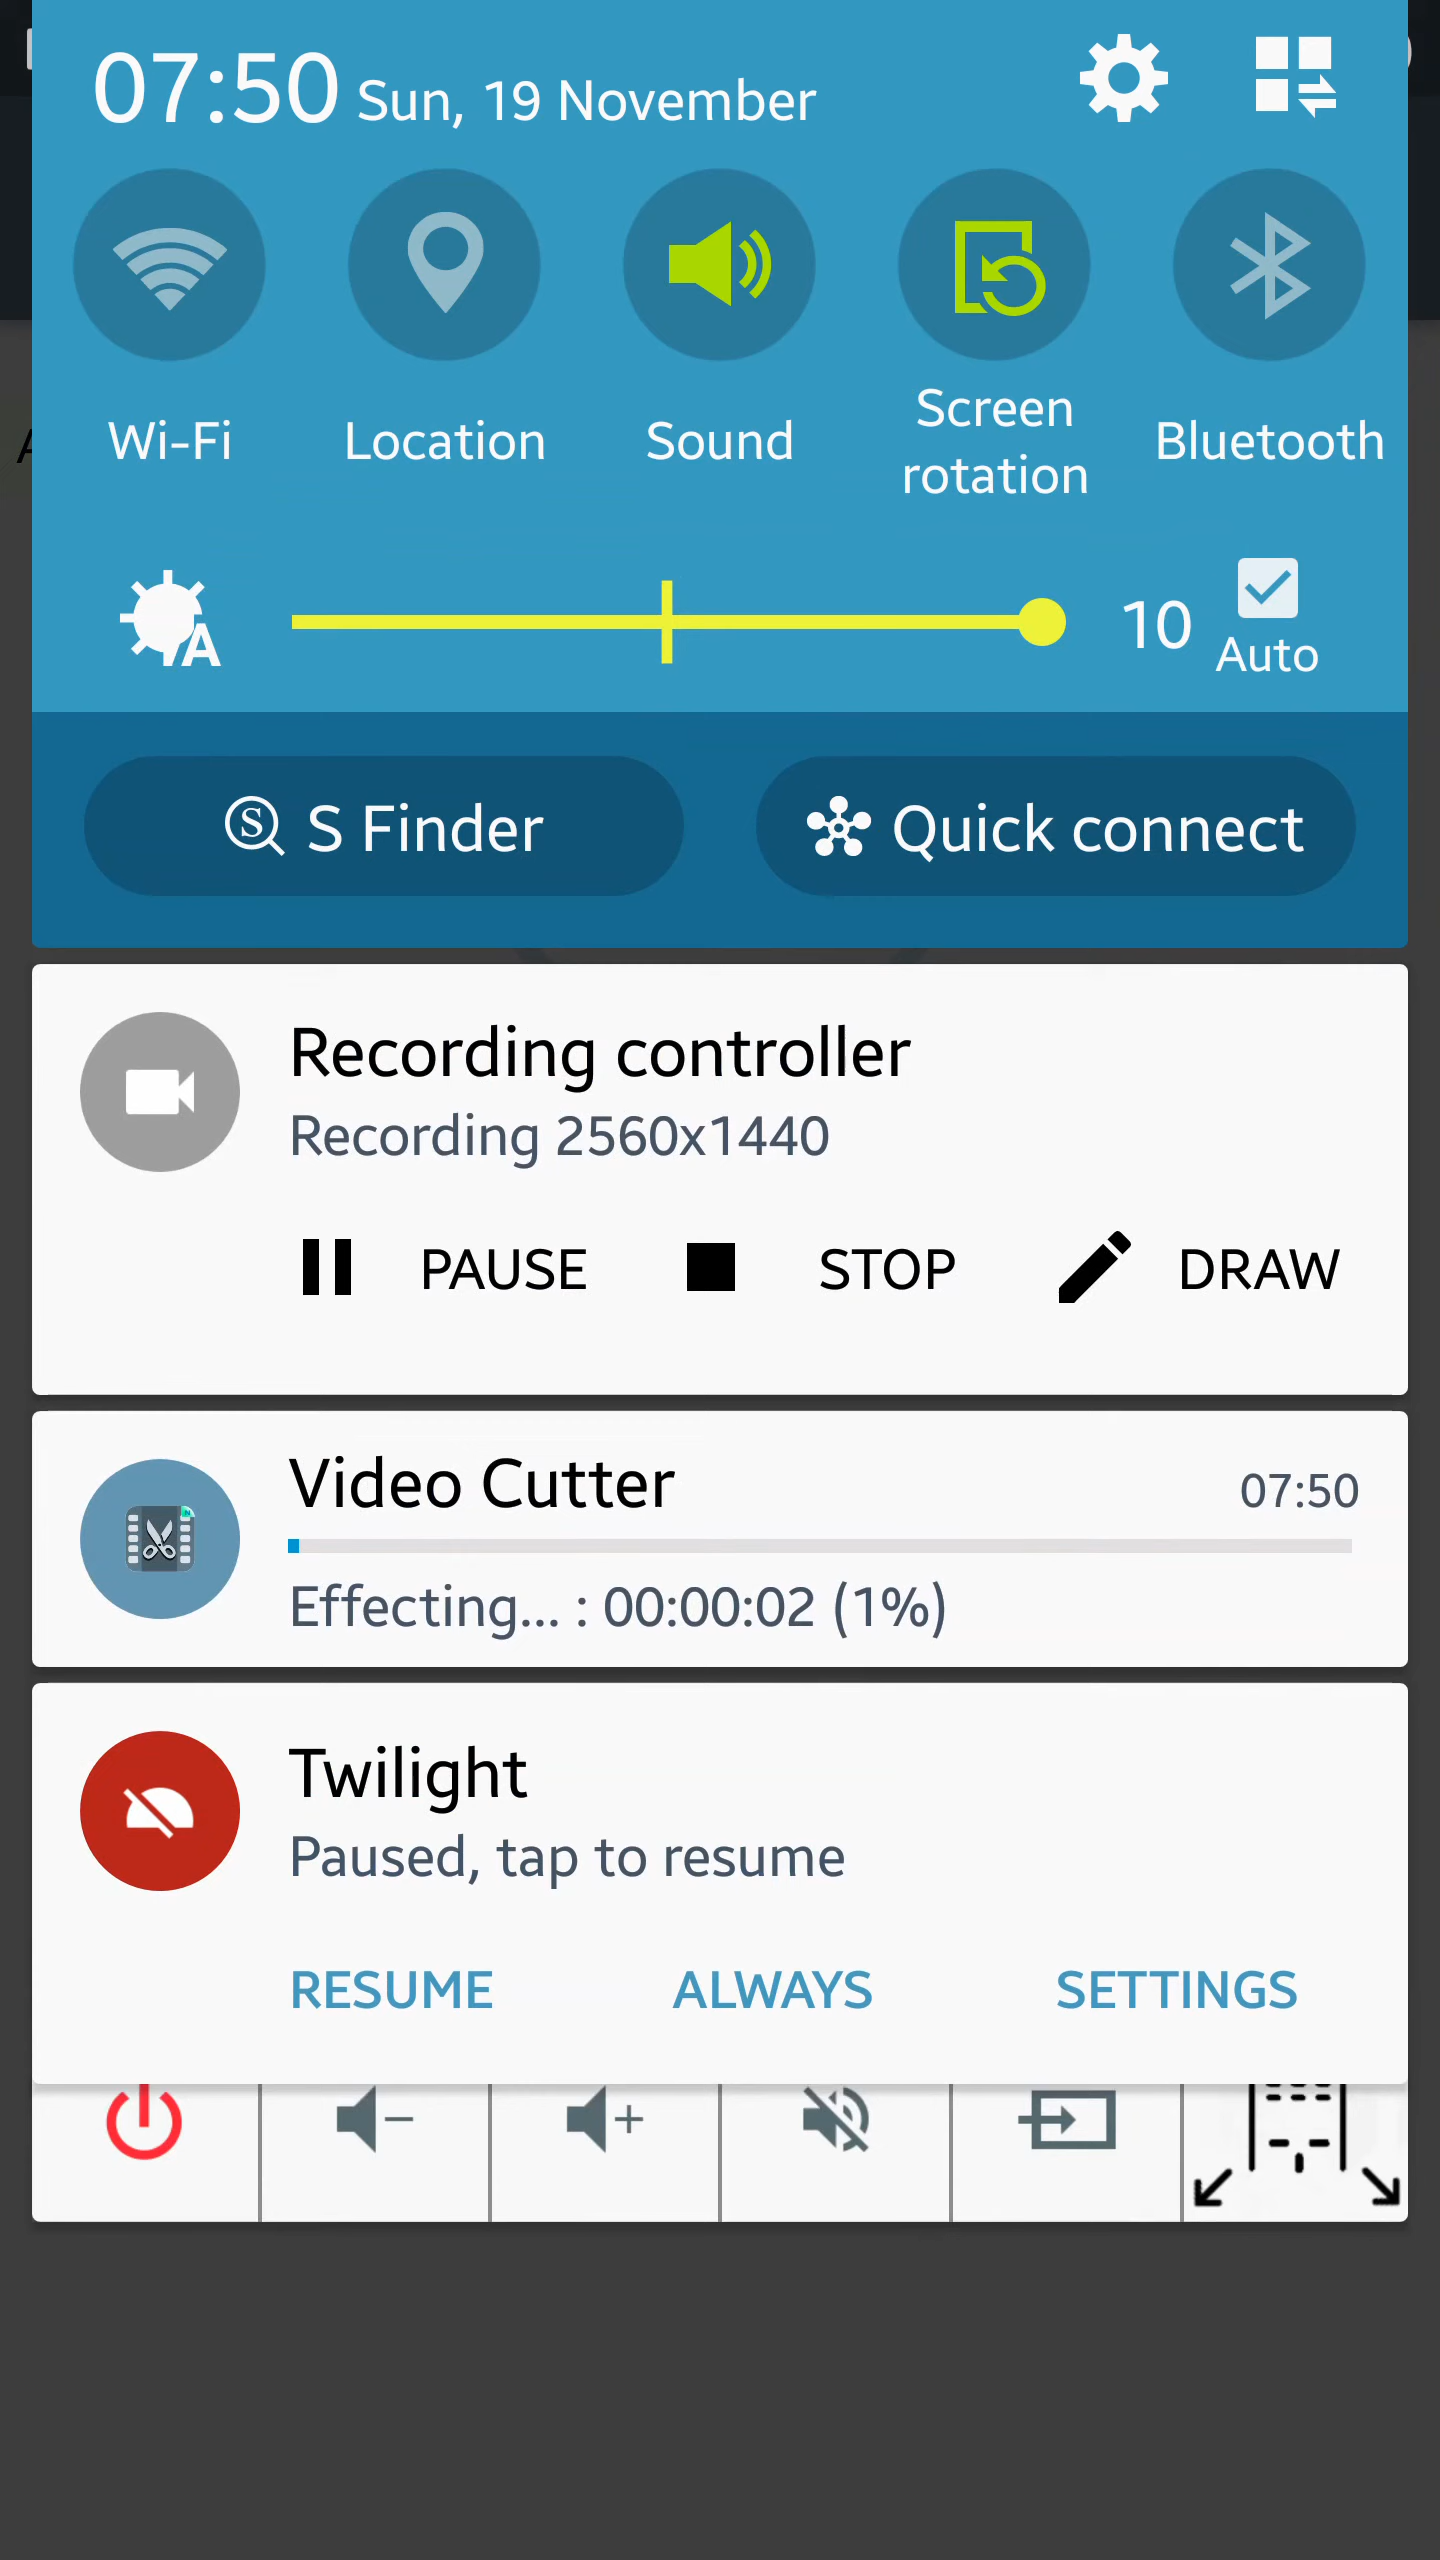 07:50 Sun, 19 November
Wi-Fi
Location
Sound
Screen
rotation
Bluetooth
A
10
Auto
S Finder
Quick connect
Recording controller
Recording 2560x1440
PAUSE
STOP
DRAW
Video Cutter
07:50
Effecting... : 00:00:02 (1%)
Twilight
Paused, tap to resume
RESUME
ALWAYS
SETTINGS